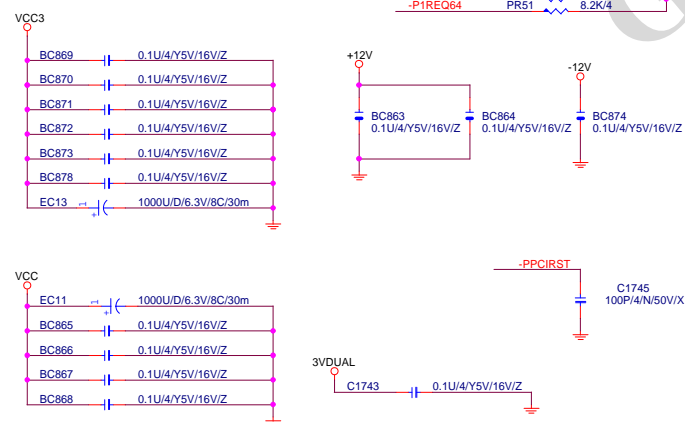 -P1REQ64 PR51 8.2K/4
VCC3
BC869 0.1U/4/Y5V/16V/Z
BC870 0.1U/4/Y5V/16V/Z
BC871 0.1U/4/Y5V/16V/Z
BC872 0.1U/4/Y5V/16V/Z
BC873 0.1U/4/Y5V/16V/Z
BC878 0.1U/4/Y5V/16V/Z
EC13 1 + 1000U/D/6.3V/8C/30m
+12V
BC863
0.1U/4/Y5V/16V/Z
BC864
0.1U/4/Y5V/16V/Z
-12V
BC874
0.1U/4/Y5V/16V/Z
VCC
EC11 1 + 1000U/D/6.3V/8C/30m
BC865 0.1U/4/Y5V/16V/Z
BC866 0.1U/4/Y5V/16V/Z
BC867 0.1U/4/Y5V/16V/Z
BC868 0.1U/4/Y5V/16V/Z
-PPCIRST
C1745
100P/4/N/50V/X
3VDUAL
C1743 0.1U/4/Y5V/16V/Z